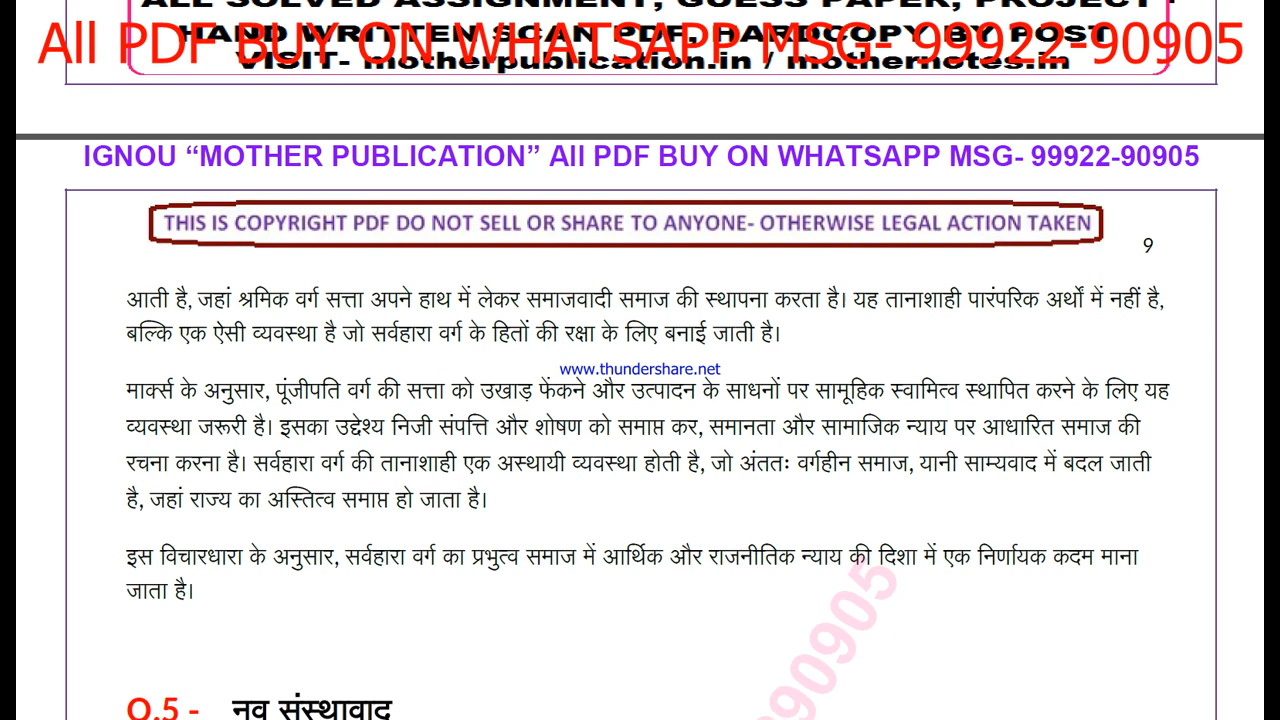 ALL SOLVED ASSIGNMENT, GUESS PAPER, PROJECT -
HAND WRITTEN SCAN PDF, HARDCOPY BY POST
All PDF BUY ON WHATSAPP MSG- 99922-90905
VISIT- motherpublication.in / mothernotes.in
IGNOU “MOTHER PUBLICATION” All PDF BUY ON WHATSAPP MSG- 99922-90905
THIS IS COPYRIGHT PDF DO NOT SELL OR SHARE TO ANYONE- OTHERWISE LEGAL ACTION TAKEN
9
आती है, जहां श्रमिक वर्ग सत्ता अपने हाथ में लेकर समाजवादी समाज की स्थापना करता है। यह तानाशाही पारंपरिक अर्थों में नहीं है,
बल्कि एक ऐसी व्यवस्था है जो सर्वहारा वर्ग के हितों की रक्षा के लिए बनाई जाती है।
www.thundershare.net
मार्क्स के अनुसार, पूंजीपति वर्ग की सत्ता को उखाड़ फेंकने और उत्पादन के साधनों पर सामूहिक स्वामित्व स्थापित करने के लिए यह
व्यवस्था जरूरी है। इसका उद्देश्य निजी संपत्ति और शोषण को समाप्त कर, समानता और सामाजिक न्याय पर आधारित समाज की
रचना करना है। सर्वहारा वर्ग की तानाशाही एक अस्थायी व्यवस्था होती है, जो अंततः वर्गहीन समाज, यानी साम्यवाद में बदल जाती
है, जहां राज्य का अस्तित्व समाप्त हो जाता है।
इस विचारधारा के अनुसार, सर्वहारा वर्ग का प्रभुत्व समाज में आर्थिक और राजनीतिक न्याय की दिशा में एक निर्णायक कदम माना
जाता है।
90905
Q.5 - नव संस्थावाद